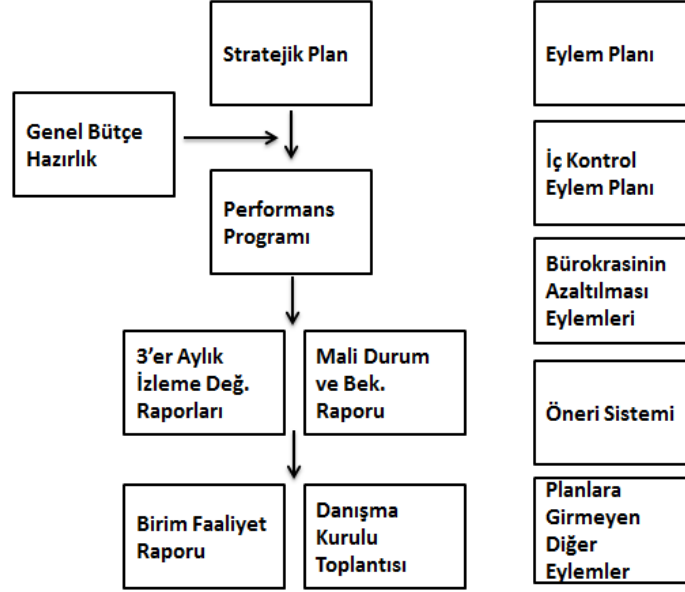 Stratejik Plan
Genel Bütçe
Hazırlık
Performans
Programı
3’er Aylık
İzleme Değ.
Raporları
Mali Durum
ve Bek.
Raporu
Birim Faaliyet
Raporu
Danışma
Kurulu
Toplantısı
Eylem Planı
İç Kontrol
Eylem Planı
Bürokrasinin
Azaltılması
Eylemleri
Öneri Sistemi
Planlara
Girmeyen
Diğer
Eylemler